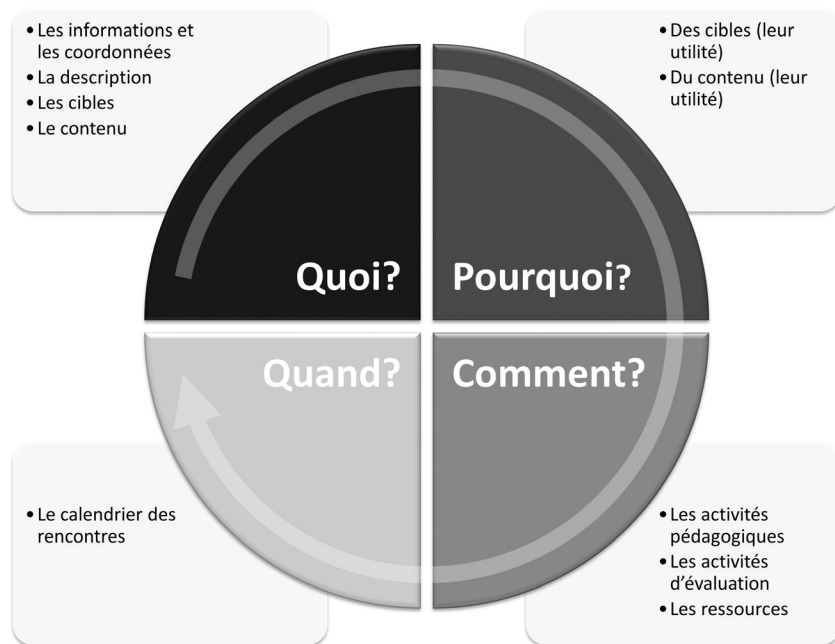 • Les informations et
les coordonnées
• La description
• Les cibles
• Le contenu
• Des cibles (leur
utilité)
• Du contenu (leur
utilité)
Quoi?
Pourquoi?
Quand?
Comment?
• Le calendrier des
rencontres
• Les activités
pédagogiques
• Les activités
d'évaluation
• Les ressources